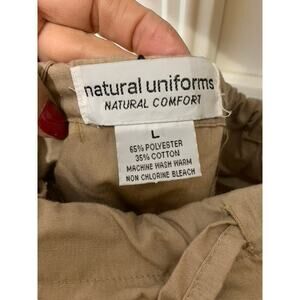 natural uniforms
NATURAL COMFORT
L
65% POLYESTER
35% COTTON
MACHINE WASH WARM
NON CHLORINE BLEACH